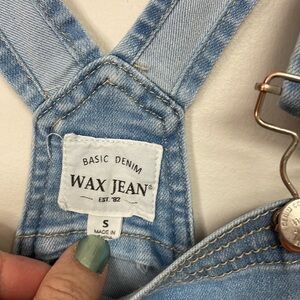 BASIC DENIM
WAX JEAN®
EST. '82
S
MADE IN